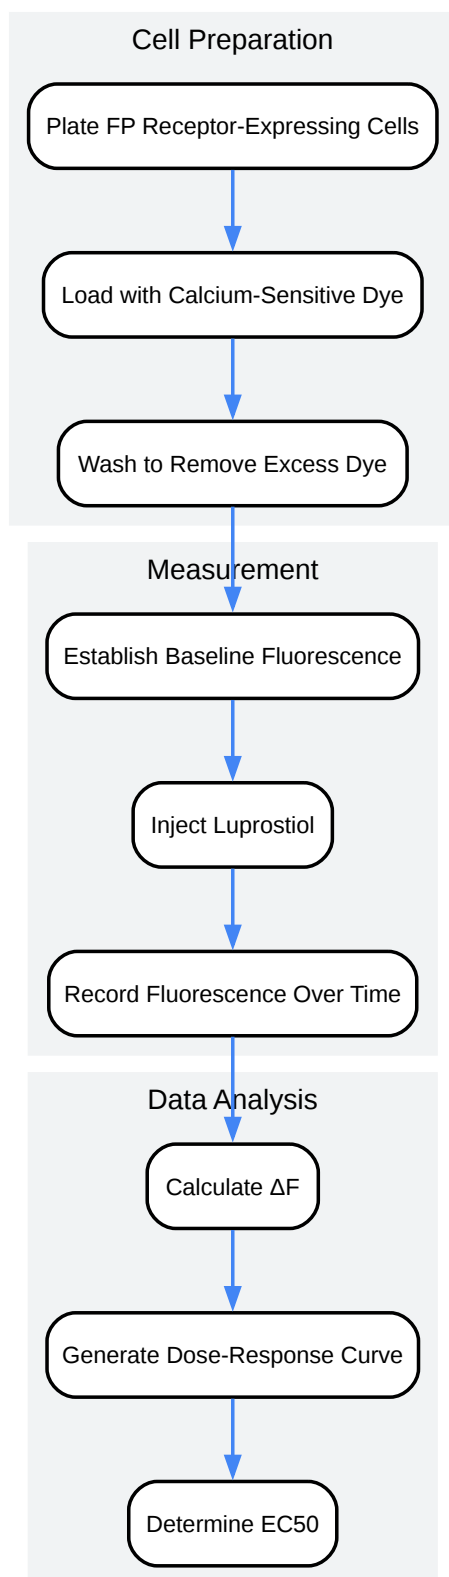 Cell Preparation
Plate FP Receptor-Expressing Cells
Load with Calcium-Sensitive Dye
Wash to Remove Excess Dye
Measurement
Establish Baseline Fluorescence
Inject Luprostiol
Record Fluorescence Over Time
Data Analysis
Calculate ΔF
Generate Dose-Response Curve
Determine EC50